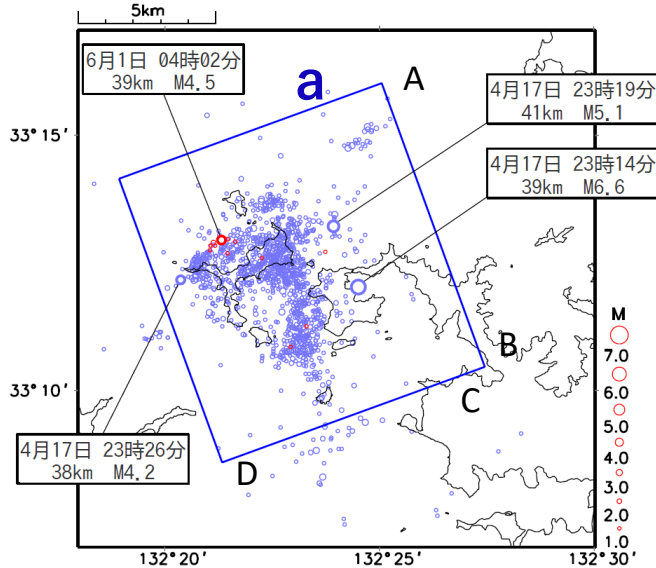 5km
6月1日 04時02分
39km M4.5
a
A
4月17日 23時19分
41km M5.1
33°15'
4月17日 23時14分
39km M6.6
M
7.0
6.0
5.0
4.0
3.0
2.0
1.0
B
C
33°10'
4月17日 23時26分
38km M4.2
D
132°20'
132°25'
132°30'